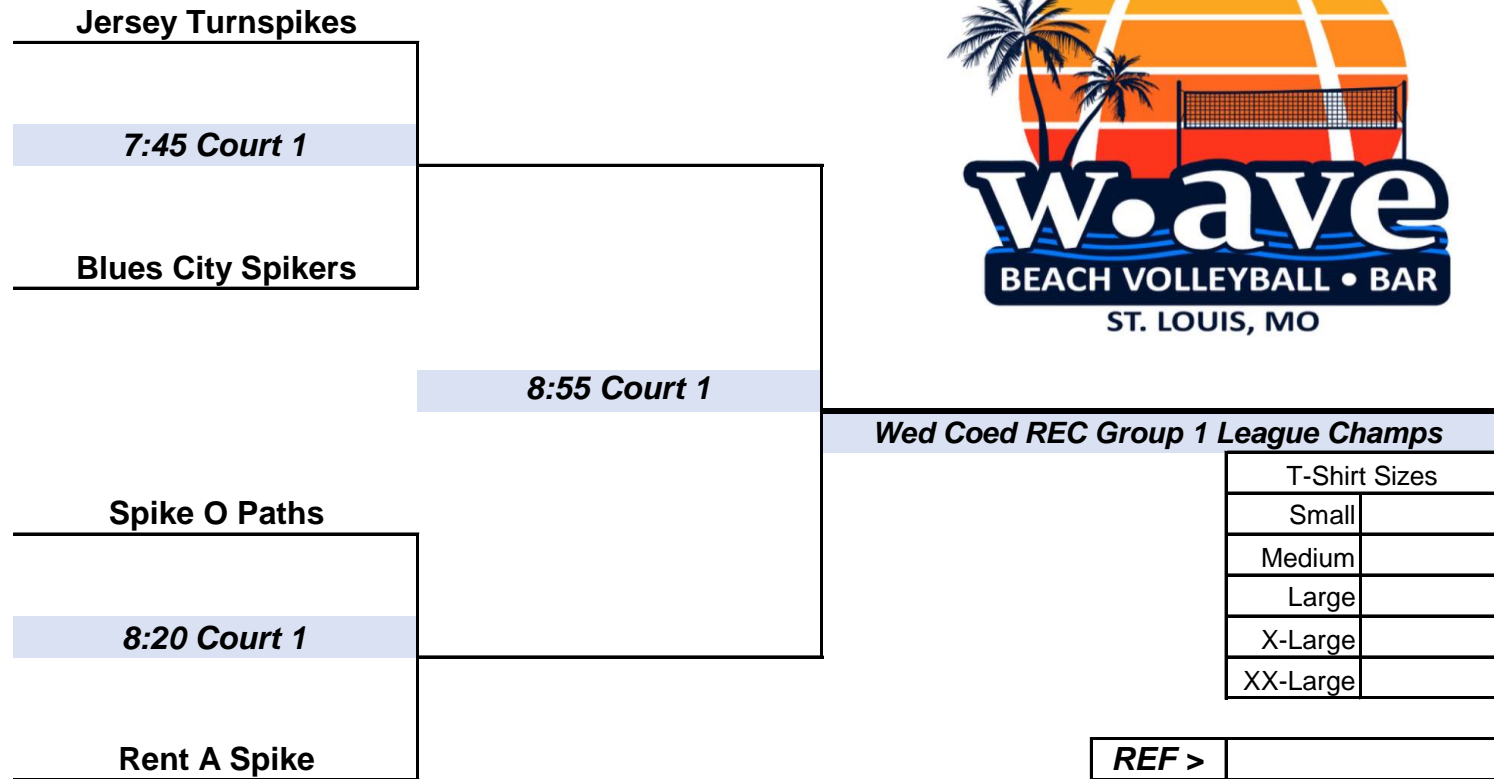 Jersey Turnspikes
7:45 Court 1
Blues City Spikers
w•ave
BEACH VOLLEYBALL • BAR
ST. LOUIS, MO
8:55 Court 1
Wed Coed REC Group 1 League Champs
T-Shirt Sizes
Small
Medium
Large
X-Large
XX-Large
Spike O Paths
8:20 Court 1
Rent A Spike
REF >